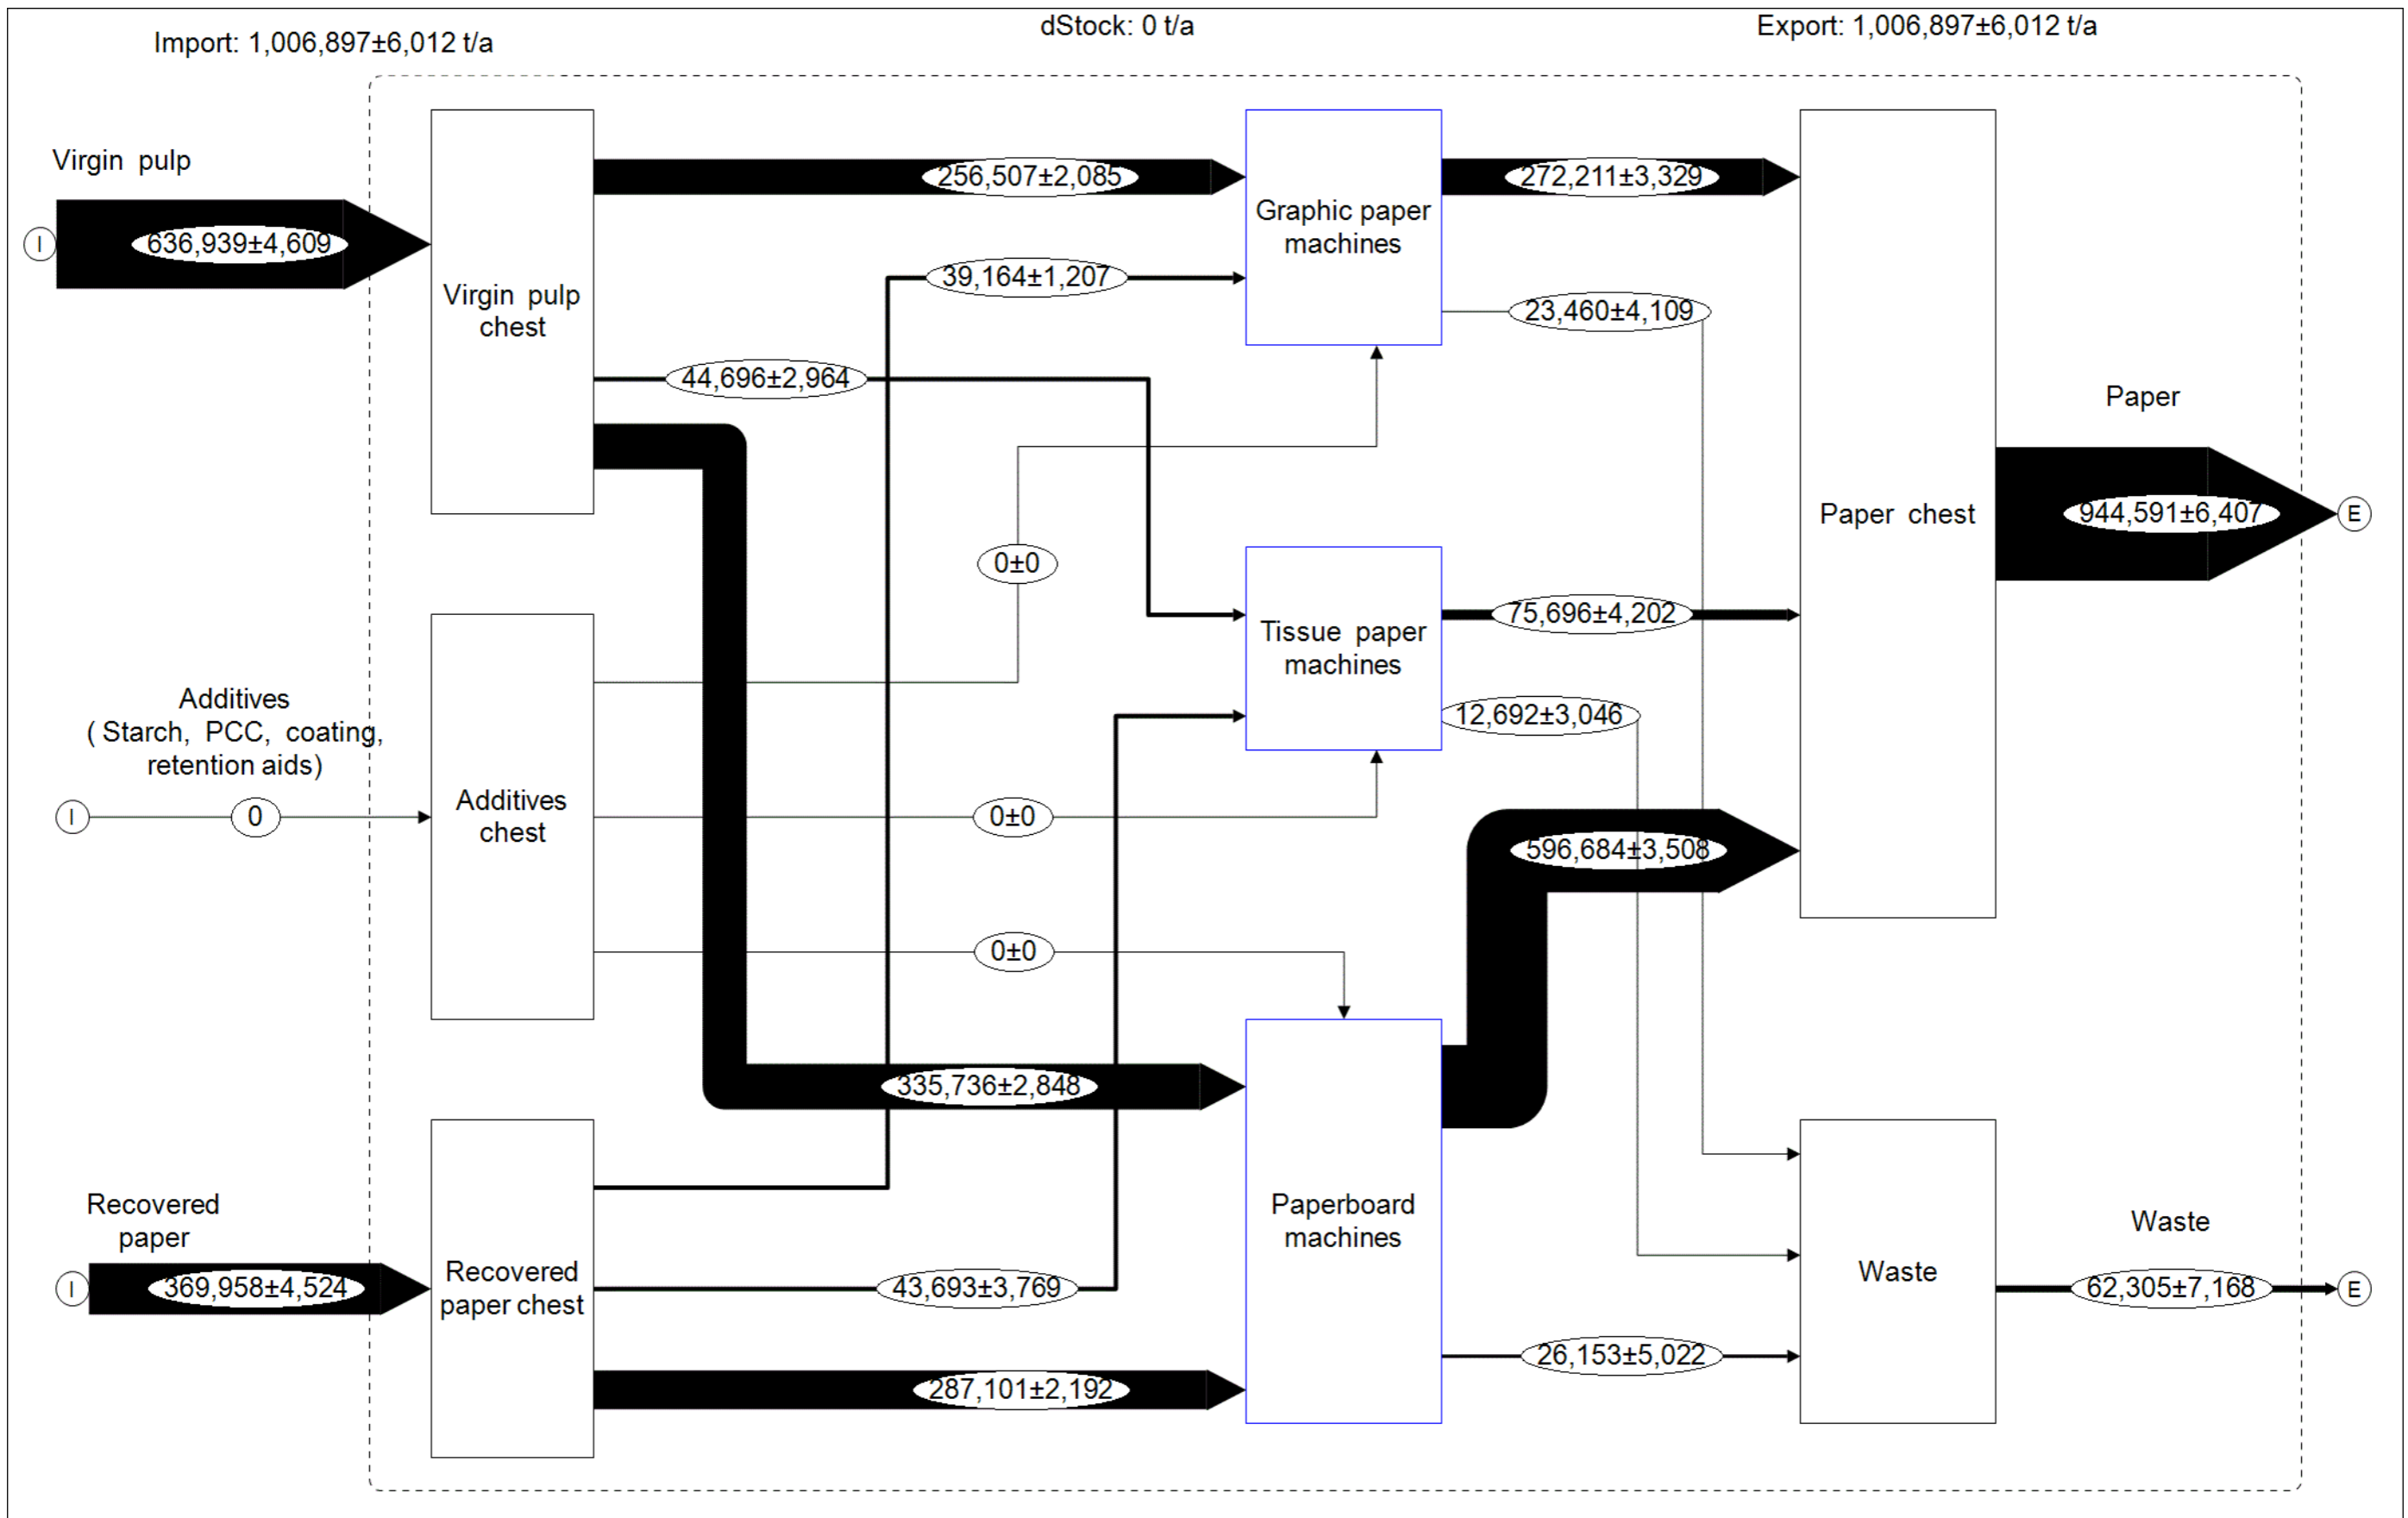 Import: 1,006,897±6,012 t/a
dStock: 0 t/a
Export: 1,006,897±6,012 t/a
Virgin pulp
I
636,939±4,609
Virgin pulp
chest
256,507±2,085
39,164±1,207
44,696±2,964
Graphic paper
machines
272,211±3,329
23,460±4,109
Paper chest
Paper
944,591±6,407
E
0±0
Tissue paper
machines
75,696±4,202
12,692±3,046
Additives
( Starch, PCC, coating,
retention aids)
I
0
Additives
chest
0±0
0±0
596,684±3,508
335,736±2,848
Recovered
paper
I
369,958±4,524
Recovered
paper chest
43,693±3,769
287,101±2,192
Paperboard
machines
26,153±5,022
Waste
Waste
62,305±7,168
E